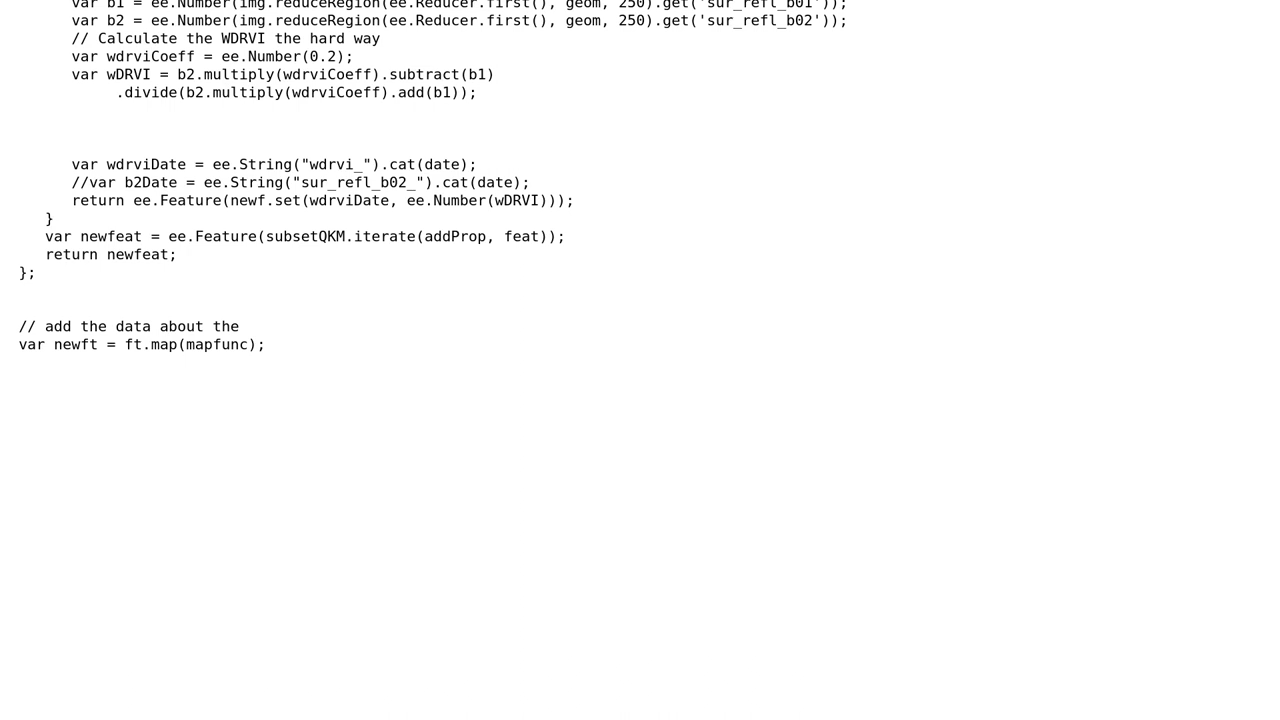 var b1 = ee.Number(img.reduceRegion(ee.Reducer.first(), geom, 250).get('sur_refl_b01'));
var b2 = ee.Number(img.reduceRegion(ee.Reducer.first(), geom, 250).get('sur_refl_b02'));
// Calculate the WDRVI the hard way
var wdrviCoeff = ee.Number(0.2);
var wDRVI = b2.multiply(wdrviCoeff).subtract(b1)
.divide(b2.multiply(wdrviCoeff).add(b1));
var wdrviDate = ee.String("wdrvi_").cat(date);
//var b2Date = ee.String("sur_refl_b02_").cat(date);
return ee.Feature(newf.set(wdrviDate, ee.Number(wDRVI)));
}
var newfeat = ee.Feature(subsetQKM.iterate(addProp, feat));
return newfeat;
};
// add the data about the
var newft = ft.map(mapfunc);